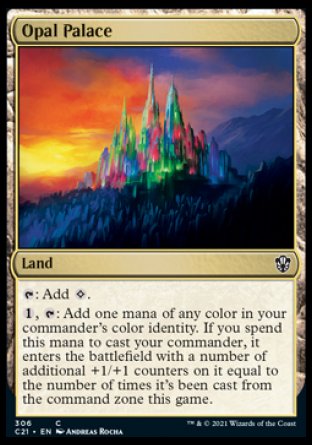 Opal Palace
Land
: Add .
1, : Add one mana of any color in your
commander's color identity. If you spend
this mana to cast your commander, it
enters the battlefield with a number of
additional +1/+1 counters on it equal to
the number of times it's been cast from
the command zone this game.
306 C
C21 • EN Andreas Rocha
™ & © 2021 Wizards of the Coast